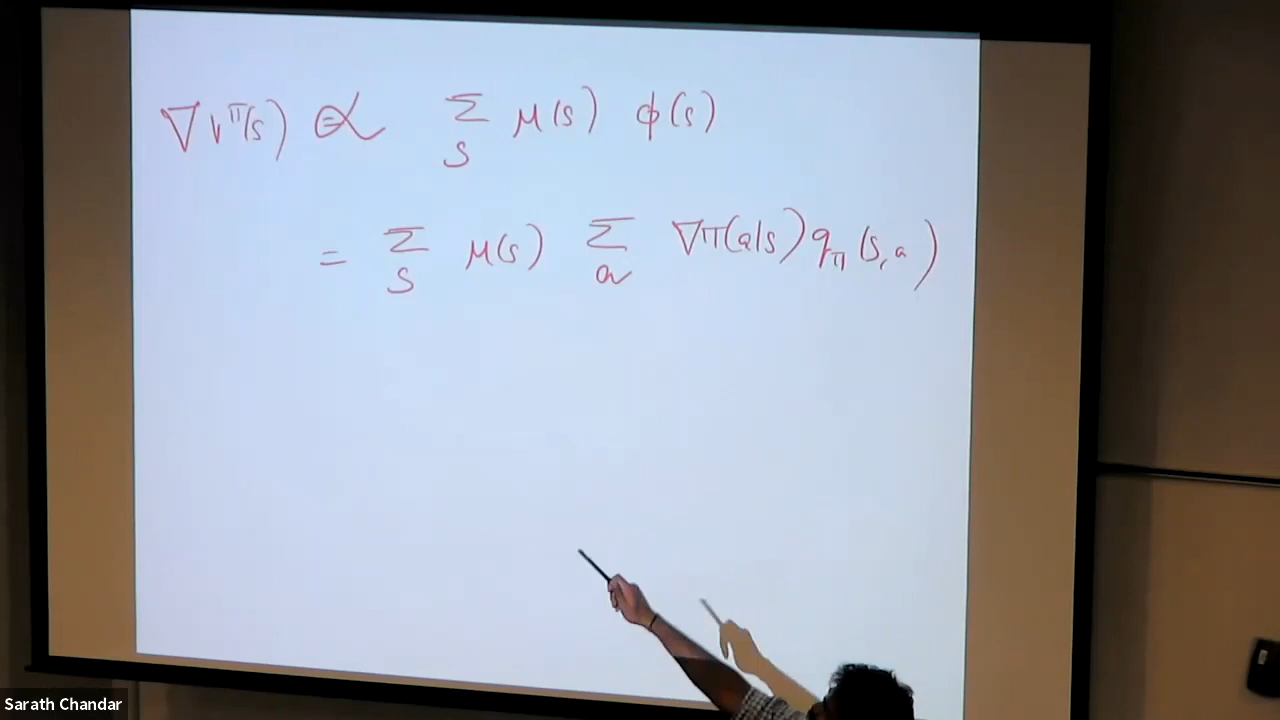 ∇v^π(s) ∝ Σ_s μ(s) ϕ(s)
= Σ_s μ(s) Σ_a ∇π(a|s) q_π(s,a)
Sarath Chandar